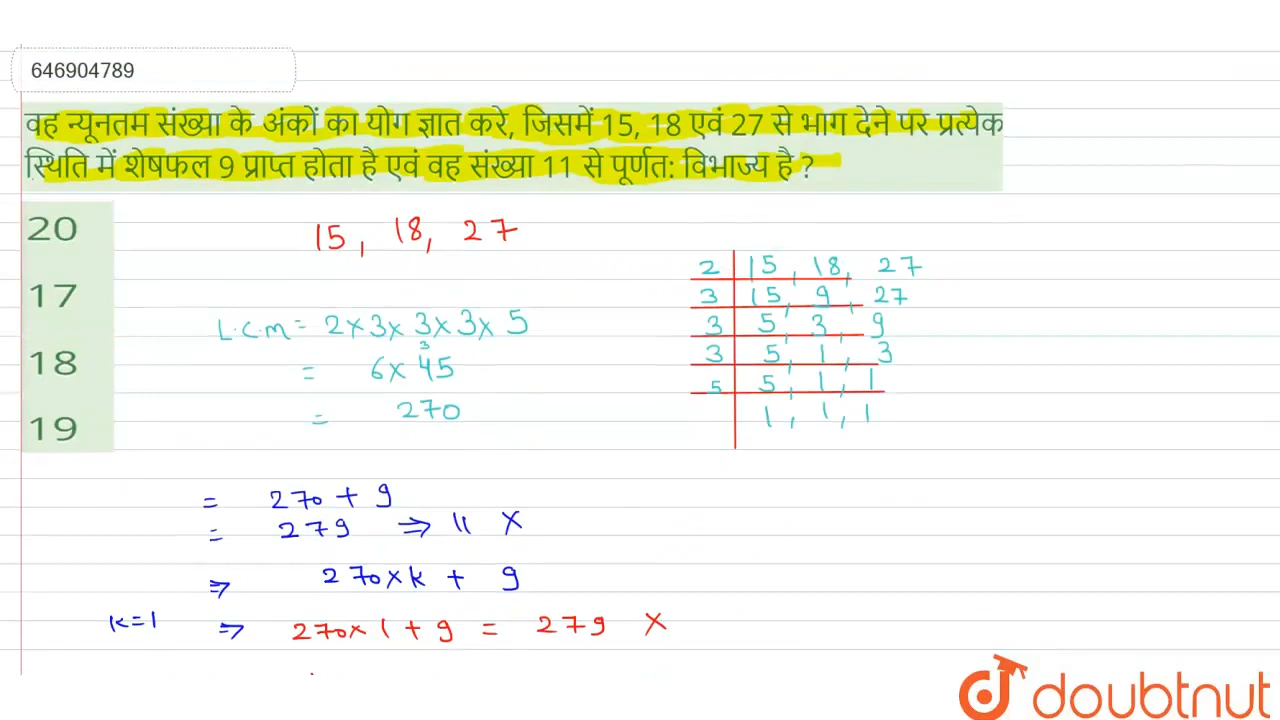 646904789
वह न्यूनतम संख्या के अंकों का योग ज्ञात करे, जिसमें 15, 18 एवं 27 से भाग देने पर प्रत्येक
स्थिति में शेषफल 9 प्राप्त होता है एवं वह संख्या 11 से पूर्णत: विभाज्य है ?
20
17
18
19
15, 18, 27
L.C.M = 2×3×3×3×5
3
= 6×45
= 270
2 | 15, 18, 27
3 | 15, 9, 27
3 | 5, 3, 9
3 | 5, 1, 3
5 | 5, 1, 1
1, 1, 1
= 270 + 9
= 279 ⇒ 11 ×
⇒ 270×k + 9
k=1 ⇒ 270×1+9 = 279 ×
doubtnut